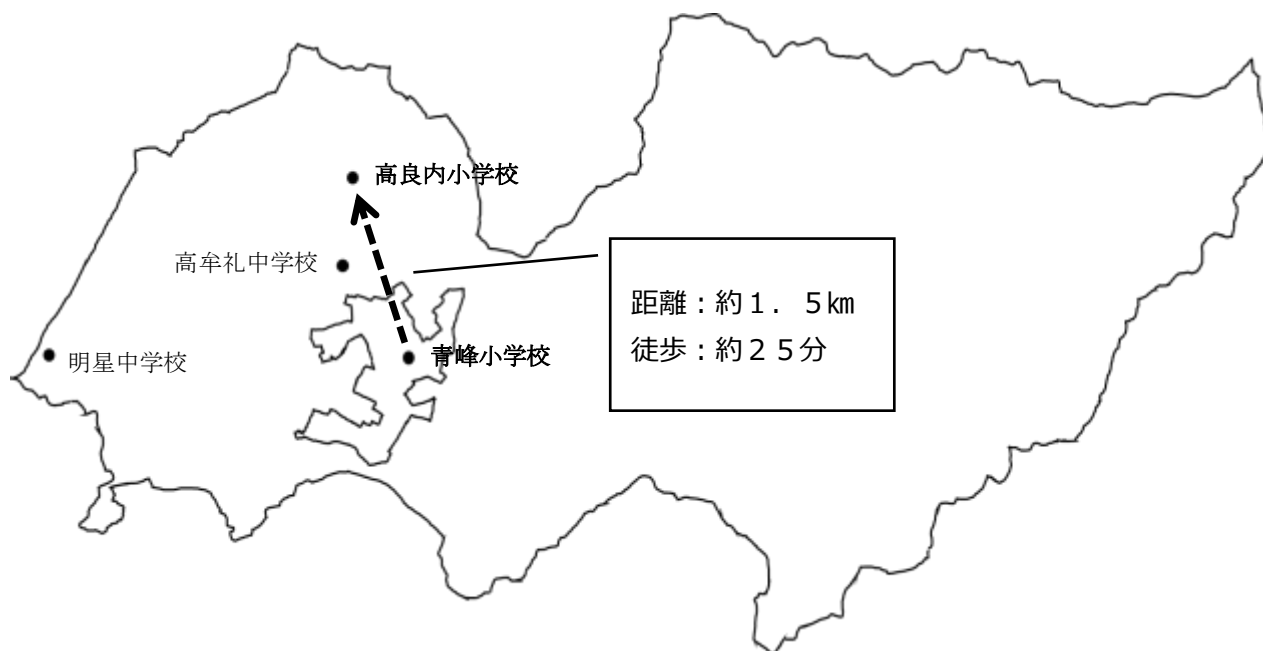 高良内小学校
高牟礼中学校
距離：約１．５㎞
徒歩：約２５分
明星中学校
青峰小学校